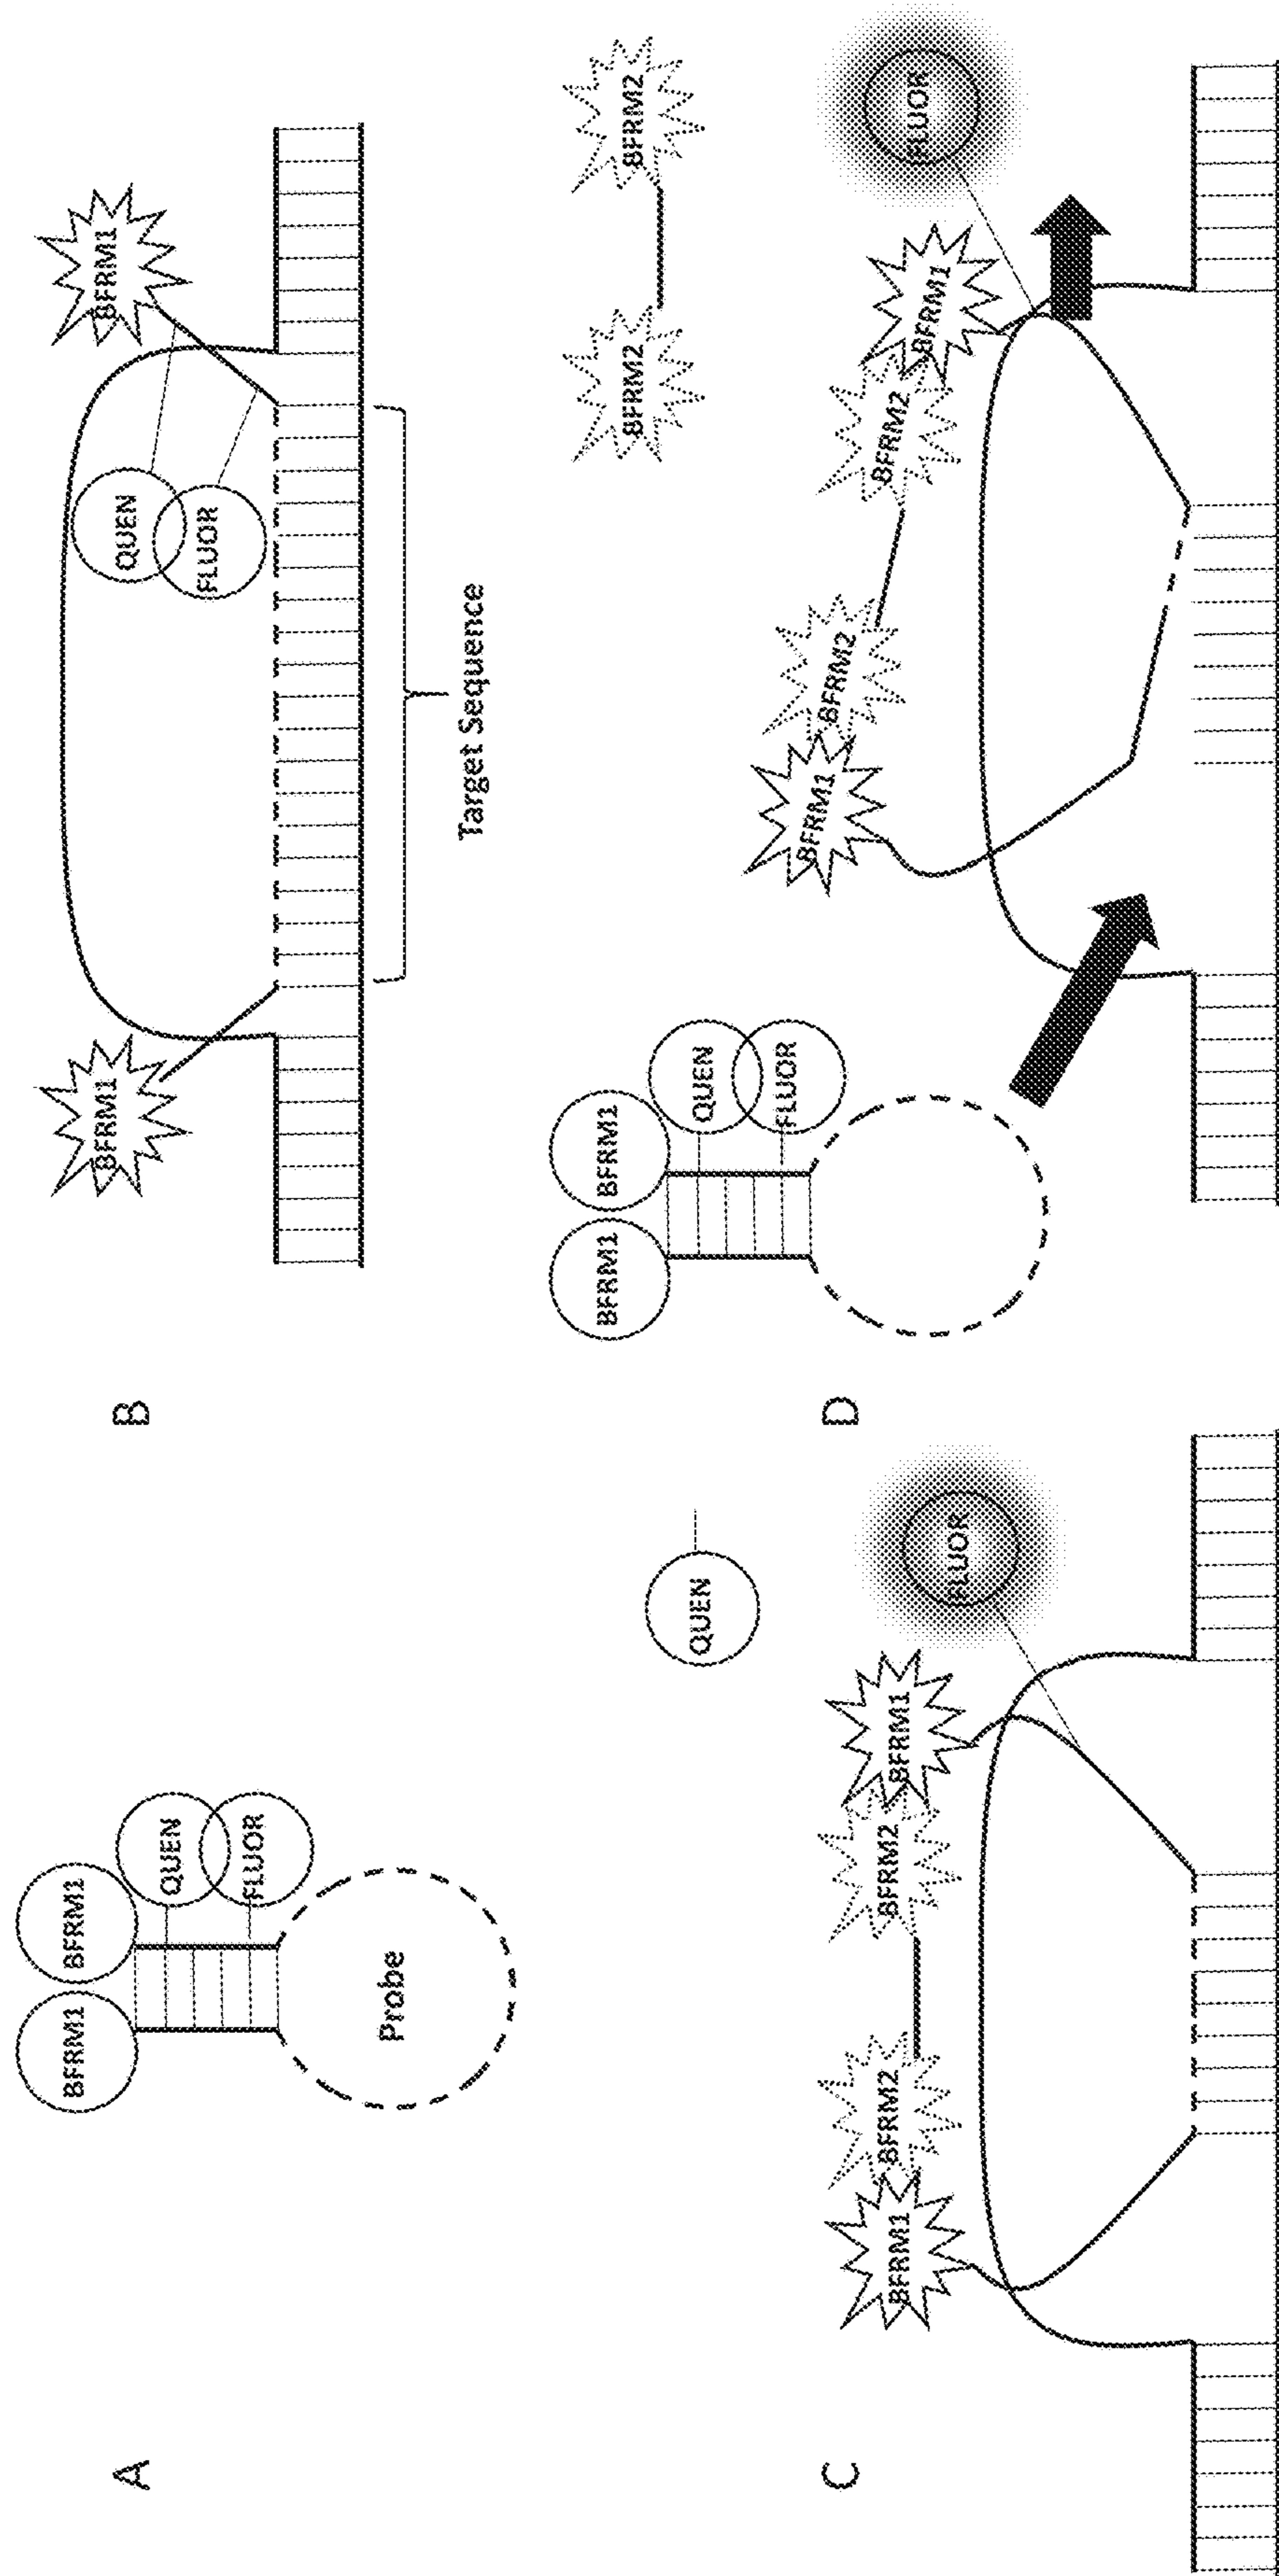 A
BFRM1
BFRM1
QUEN
FLUOR
Probe
B
BFRM1
BFRM1
QUEN
FLUOR
Target Sequence
C
QUEN
BFRM1
BFRM2
BFRM2
BFRM1
FLUOR
D
BFRM1
BFRM1
QUEN
FLUOR
BFRM2
BFRM2
BFRM1
BFRM2
BFRM2
BFRM1
FLUOR